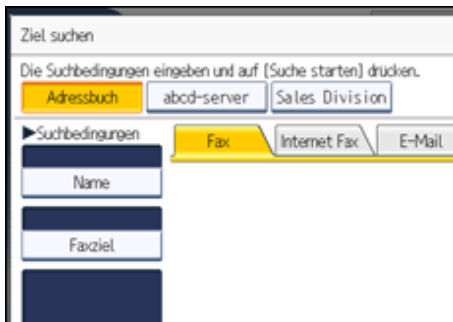 Ziel suchen
Die Suchbedingungen eingeben und auf [Suche starten] drücken.
Adressbuch abcd-server Sales Division
▶Suchbedingungen Fax Internet Fax E-Mail
Name
Faxziel